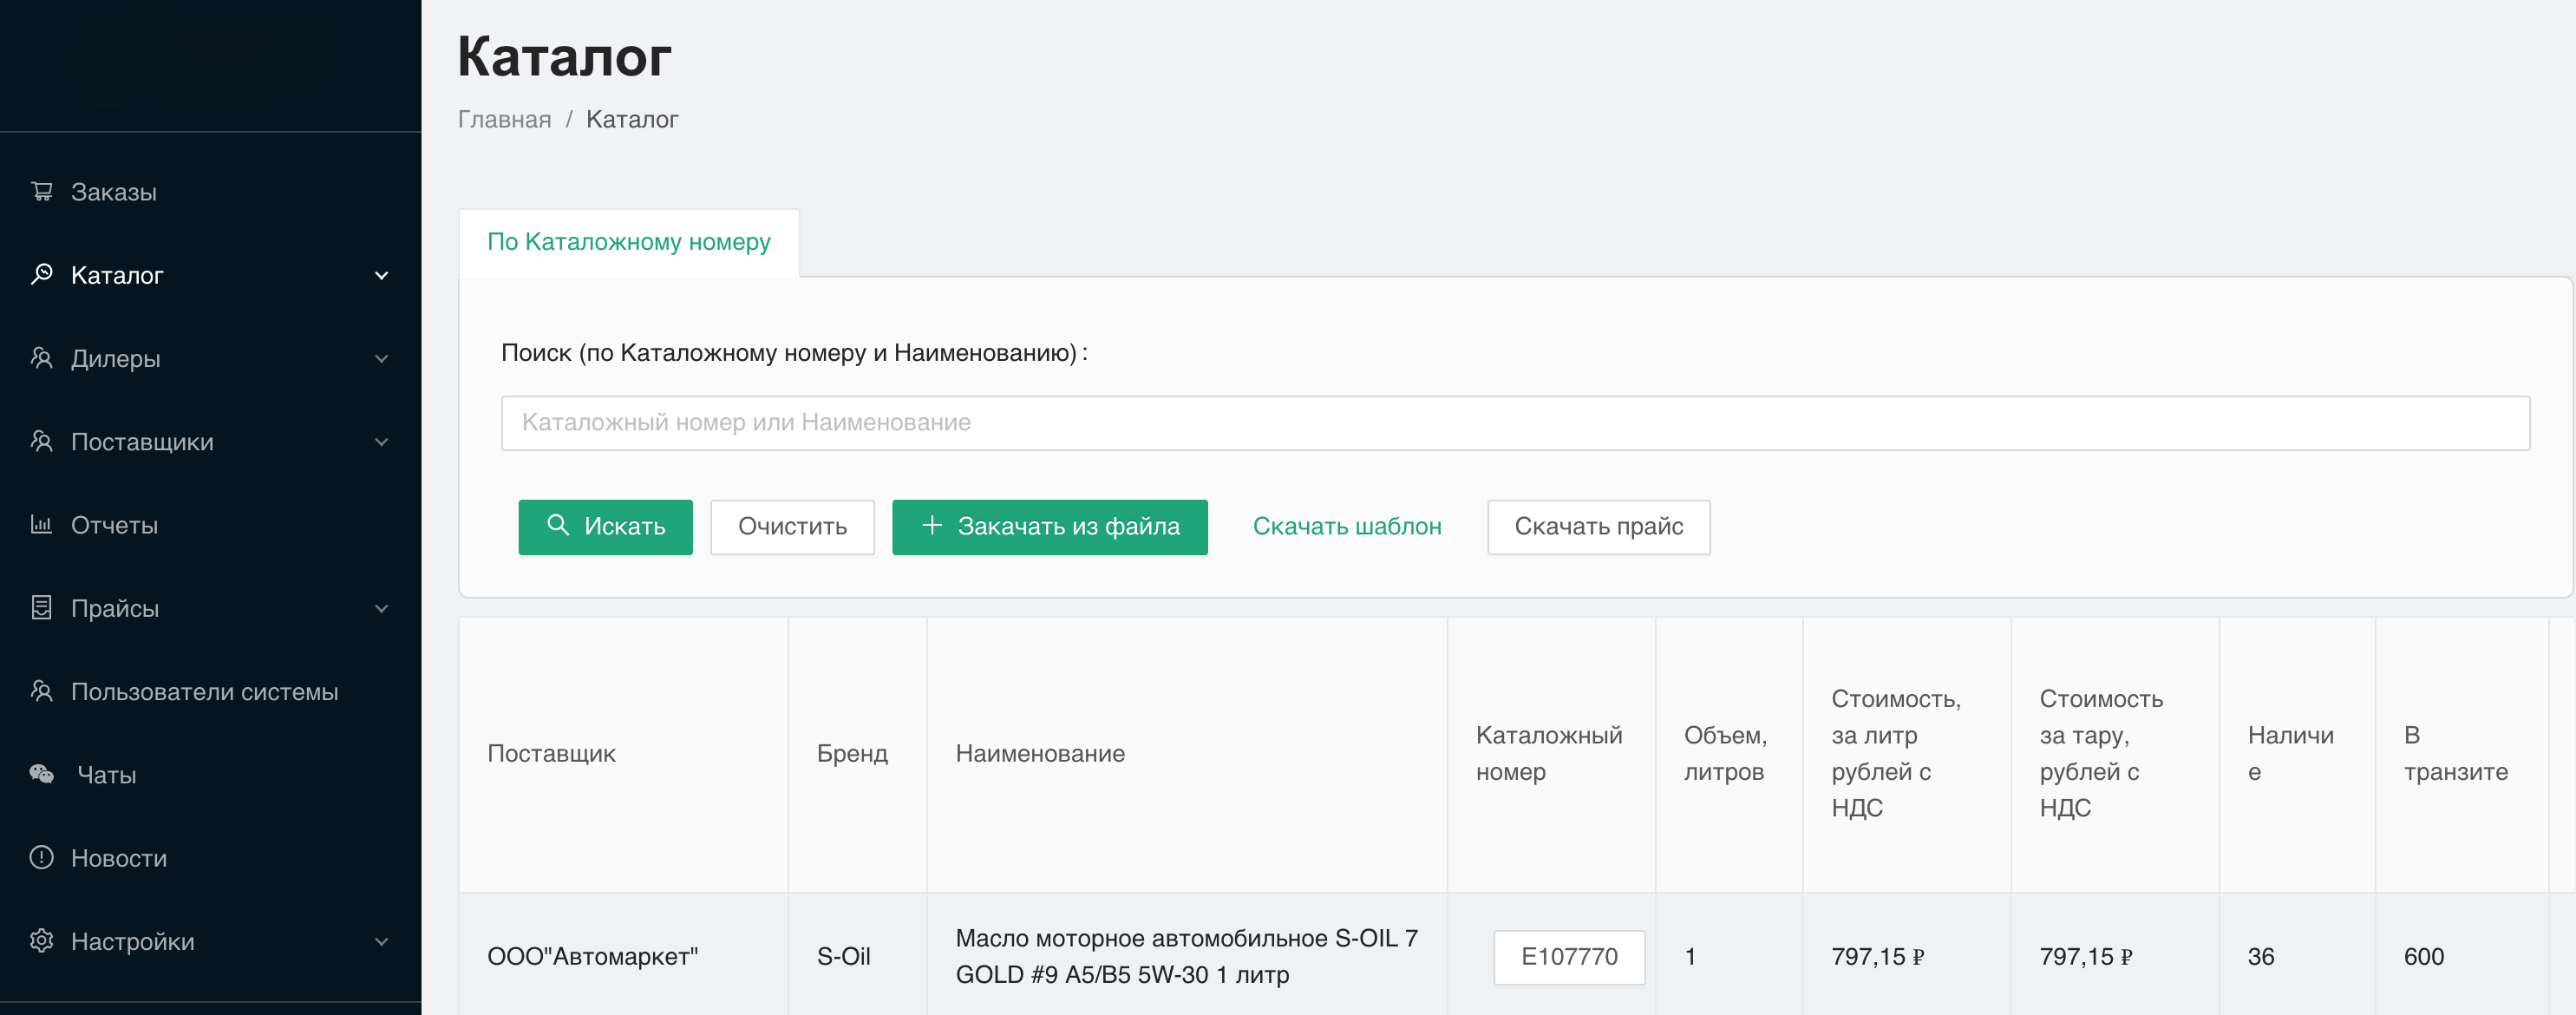 Каталог
Главная / Каталог
Заказы
Каталог
Дилеры
Поставщики
Отчеты
Прайсы
Пользователи системы
Чаты
Новости
Настройки
По Каталожному номеру
Поиск (по Каталожному номеру и Наименованию) :
Каталожный номер или Наименование
Искать
Очистить
+ Закачать из файла
Скачать шаблон
Скачать прайс
Поставщик
Бренд
Наименование
Каталожный
номер
Объем,
литров
Стоимость,
за литр
рублей с
НДС
Стоимость
за тару,
рублей с
НДС
Наличи
е
В
транзите
ООО"Автомаркет"
S-Oil
Масло моторное автомобильное S-OIL 7
GOLD #9 A5/B5 5W-30 1 литр
E107770
1
797,15 ₽
797,15 ₽
36
600